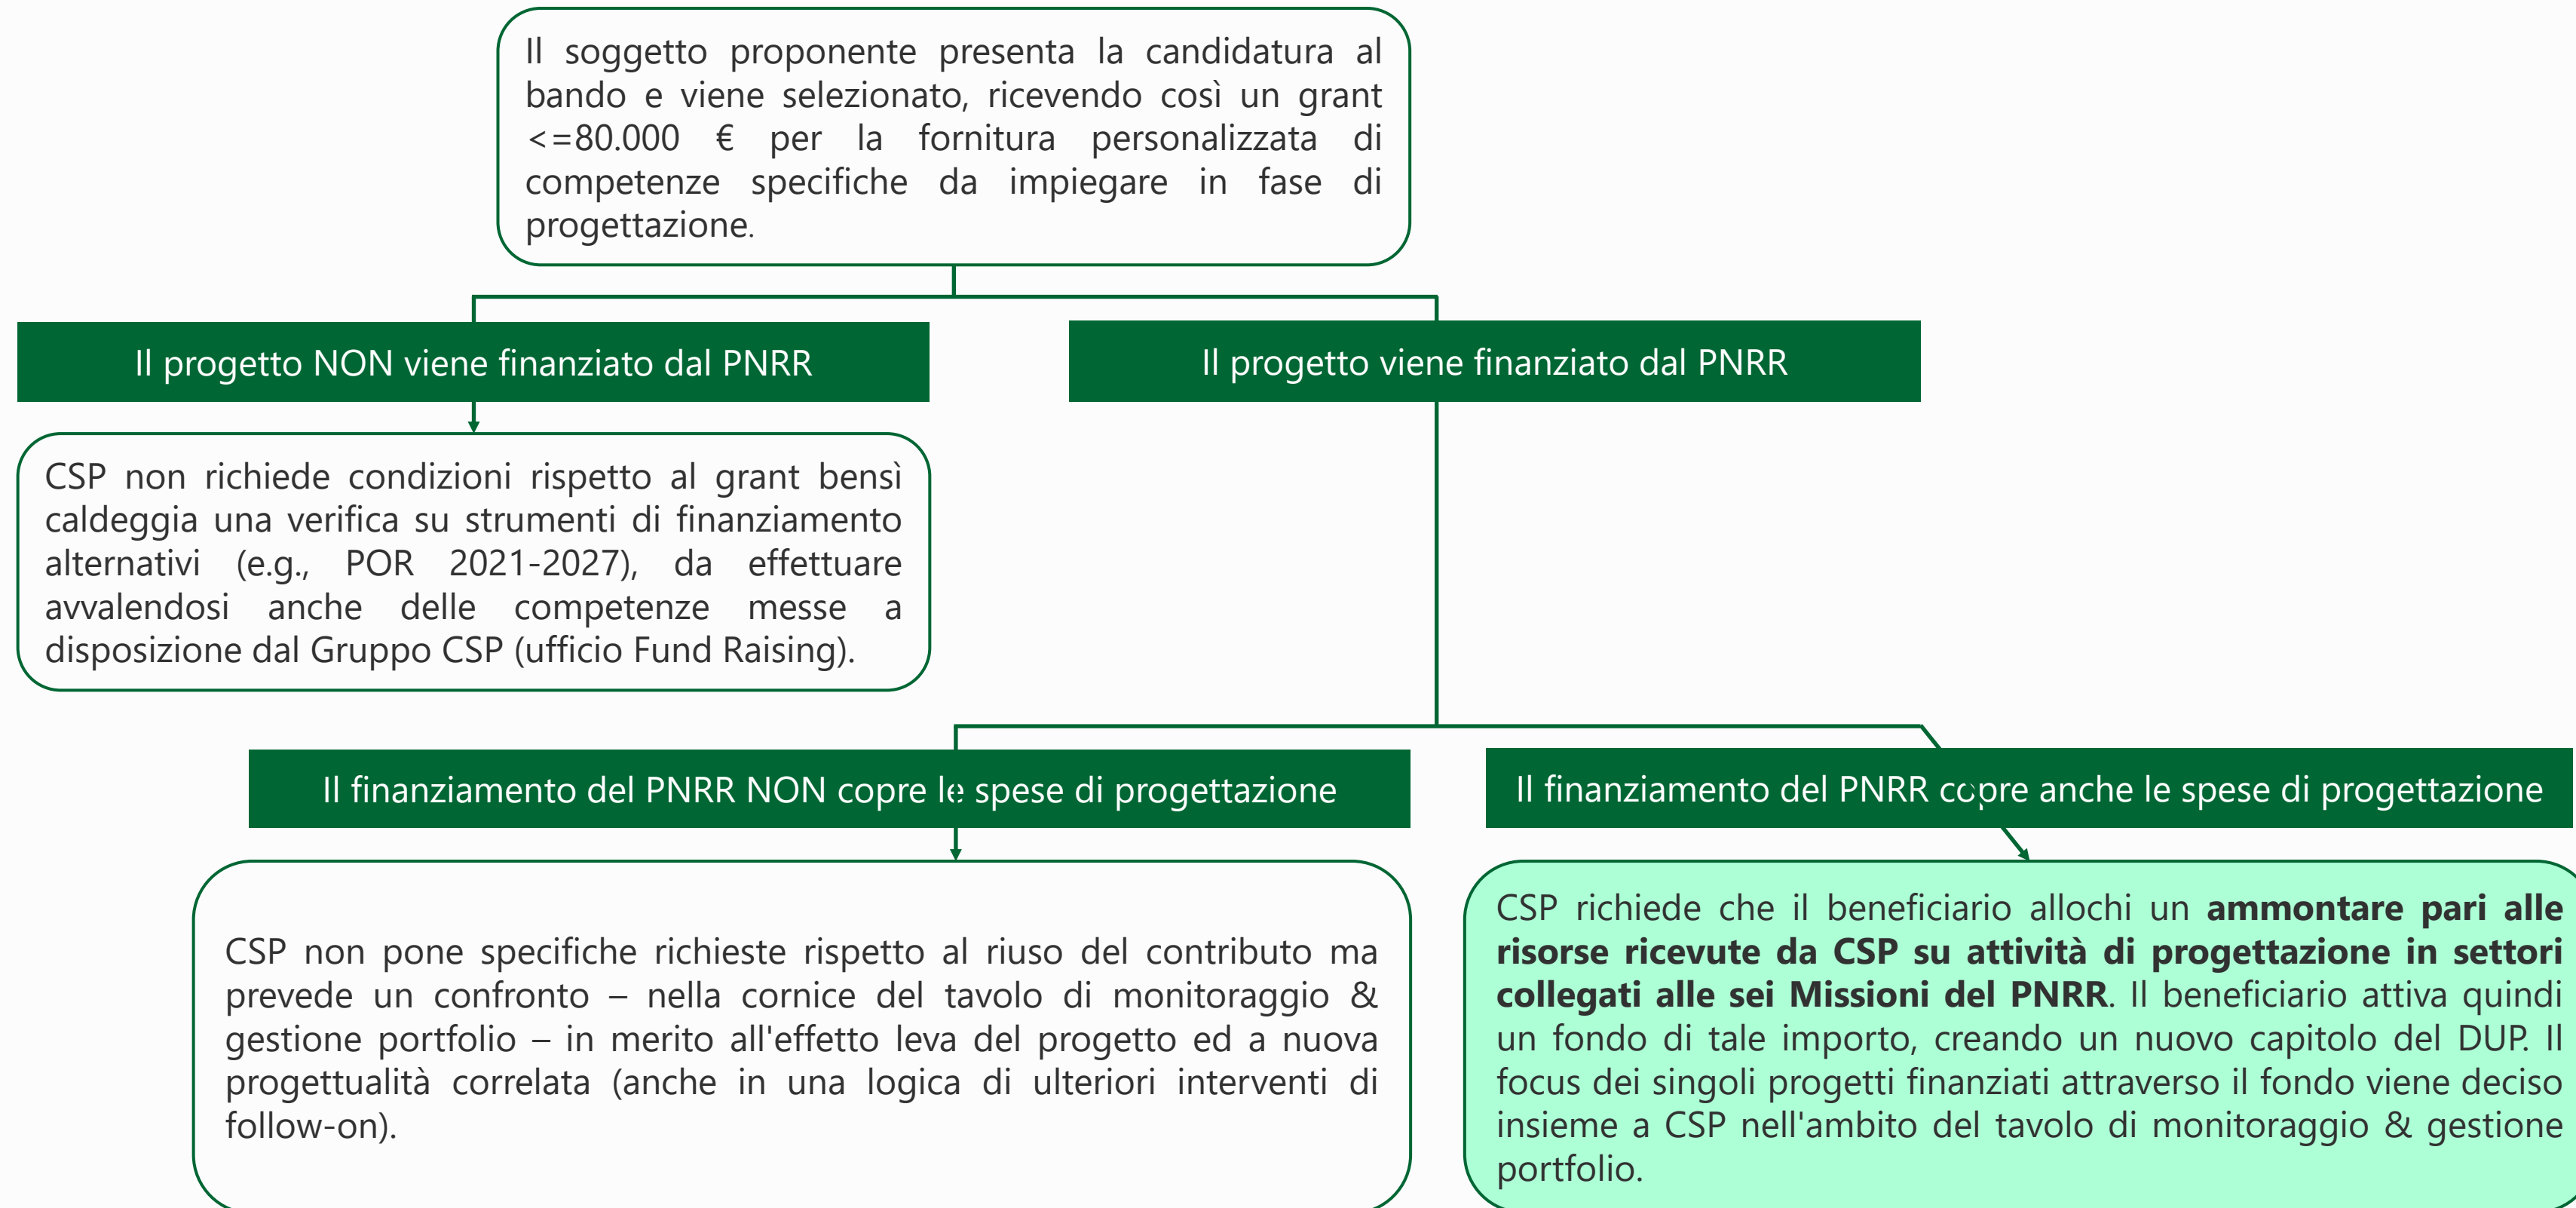 Il soggetto proponente presenta la candidatura al
bando e viene selezionato, ricevendo così un grant
<=80.000 € per la fornitura personalizzata di
competenze specifiche da impiegare in fase di
progettazione.
Il progetto NON viene finanziato dal PNRR
Il progetto viene finanziato dal PNRR
CSP non richiede condizioni rispetto al grant bensì
caldeggia una verifica su strumenti di finanziamento
alternativi (e.g., POR 2021-2027), da effettuare
avvalendosi anche delle competenze messe a
disposizione dal Gruppo CSP (ufficio Fund Raising).
Il finanziamento del PNRR NON copre le spese di progettazione
Il finanziamento del PNRR copre anche le spese di progettazione
CSP non pone specifiche richieste rispetto al riuso del contributo ma
prevede un confronto – nella cornice del tavolo di monitoraggio &
gestione portfolio – in merito all'effetto leva del progetto ed a nuova
progettualità correlata (anche in una logica di ulteriori interventi di
follow-on).
CSP richiede che il beneficiario allochi un ammontare pari alle
risorse ricevute da CSP su attività di progettazione in settori
collegati alle sei Missioni del PNRR. Il beneficiario attiva quindi
un fondo di tale importo, creando un nuovo capitolo del DUP. Il
focus dei singoli progetti finanziati attraverso il fondo viene deciso
insieme a CSP nell'ambito del tavolo di monitoraggio & gestione
portfolio.